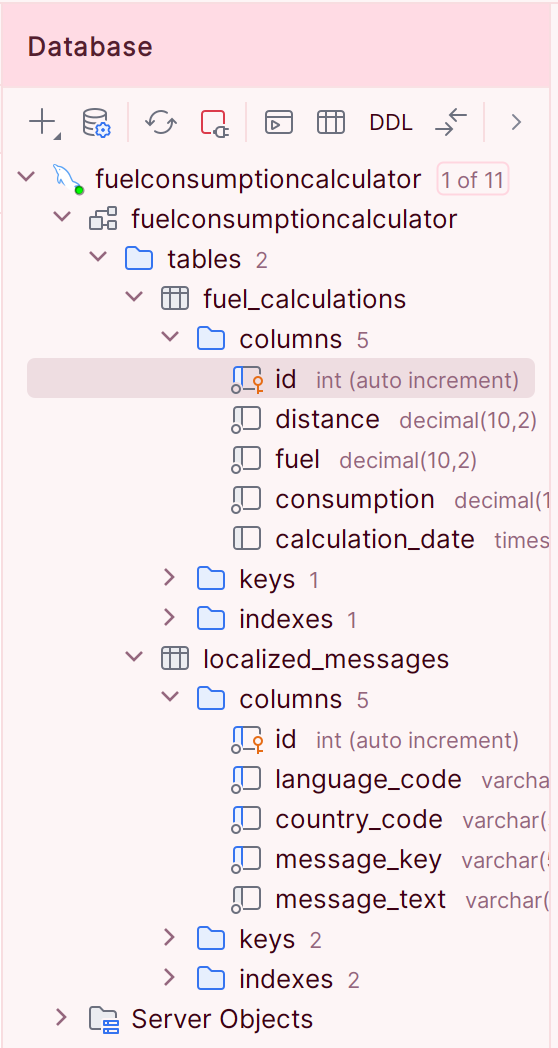 Database
DDL
fuelconsumptioncalculator 1 of 11
fuelconsumptioncalculator
tables 2
fuel_calculations
columns 5
id int (auto increment)
distance decimal(10,2)
fuel decimal(10,2)
consumption decimal(1
calculation_date times
keys 1
indexes 1
localized_messages
columns 5
id int (auto increment)
language_code varcha
country_code varchar(
message_key varchar(
message_text varchar(
keys 2
indexes 2
Server Objects